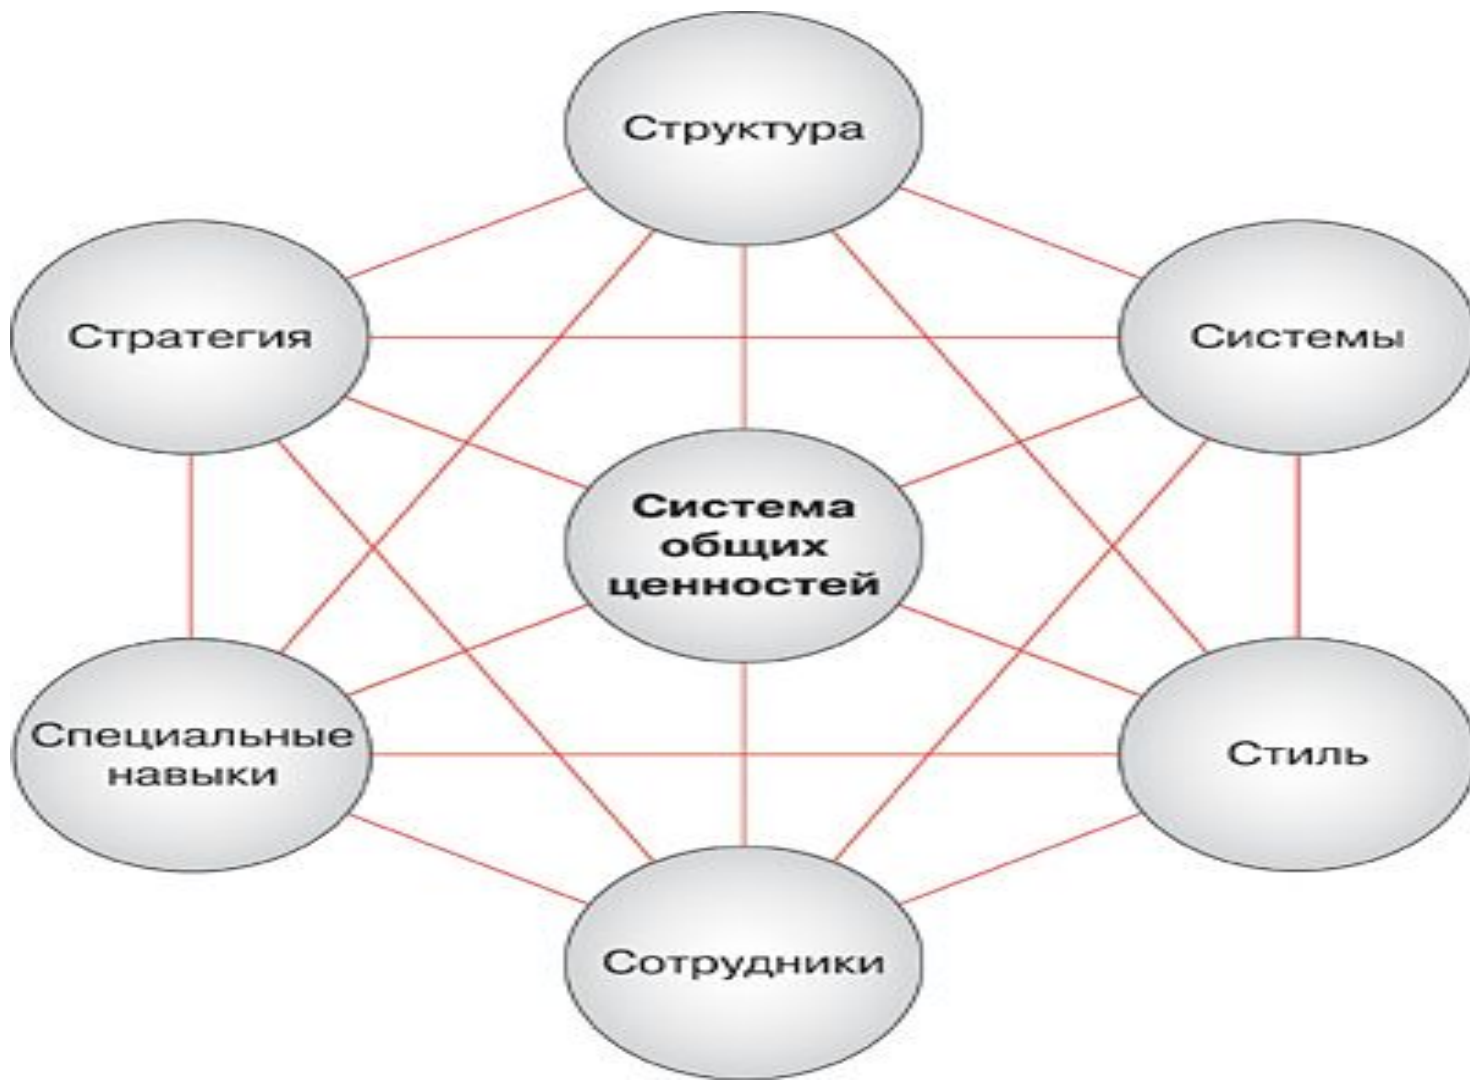 Структура
Стратегия
Системы
Система
общих
ценностей
Специальные
навыки
Стиль
Сотрудники